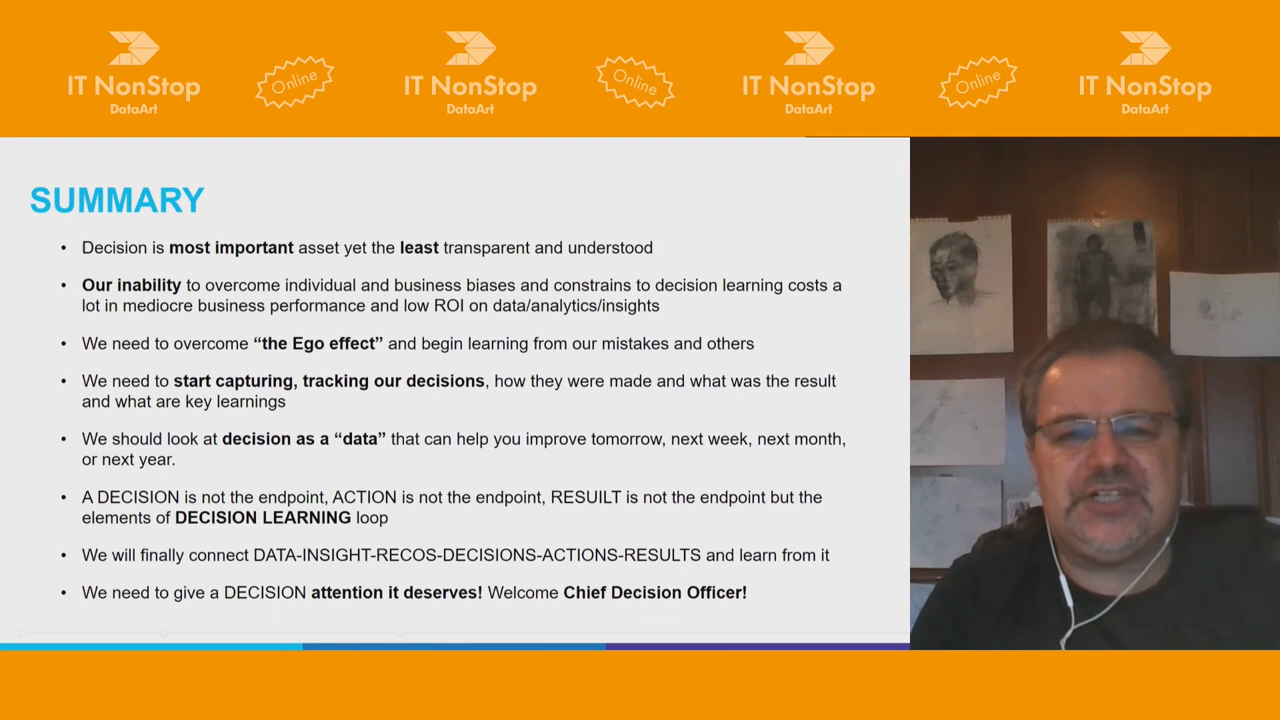 IT NonStop
DataArt
Online
IT NonStop
DataArt
Online
IT NonStop
DataArt
Online
IT NonStop
DataArt
SUMMARY
• Decision is most important asset yet the least transparent and understood
• Our inability to overcome individual and business biases and constrains to decision learning costs a
lot in mediocre business performance and low ROI on data/analytics/insights
• We need to overcome “the Ego effect” and begin learning from our mistakes and others
• We need to start capturing, tracking our decisions, how they were made and what was the result
and what are key learnings
• We should look at decision as a “data” that can help you improve tomorrow, next week, next month,
or next year.
• A DECISION is not the endpoint, ACTION is not the endpoint, RESUILT is not the endpoint but the
elements of DECISION LEARNING loop
• We will finally connect DATA-INSIGHT-RECOS-DECISIONS-ACTIONS-RESULTS and learn from it
• We need to give a DECISION attention it deserves! Welcome Chief Decision Officer!